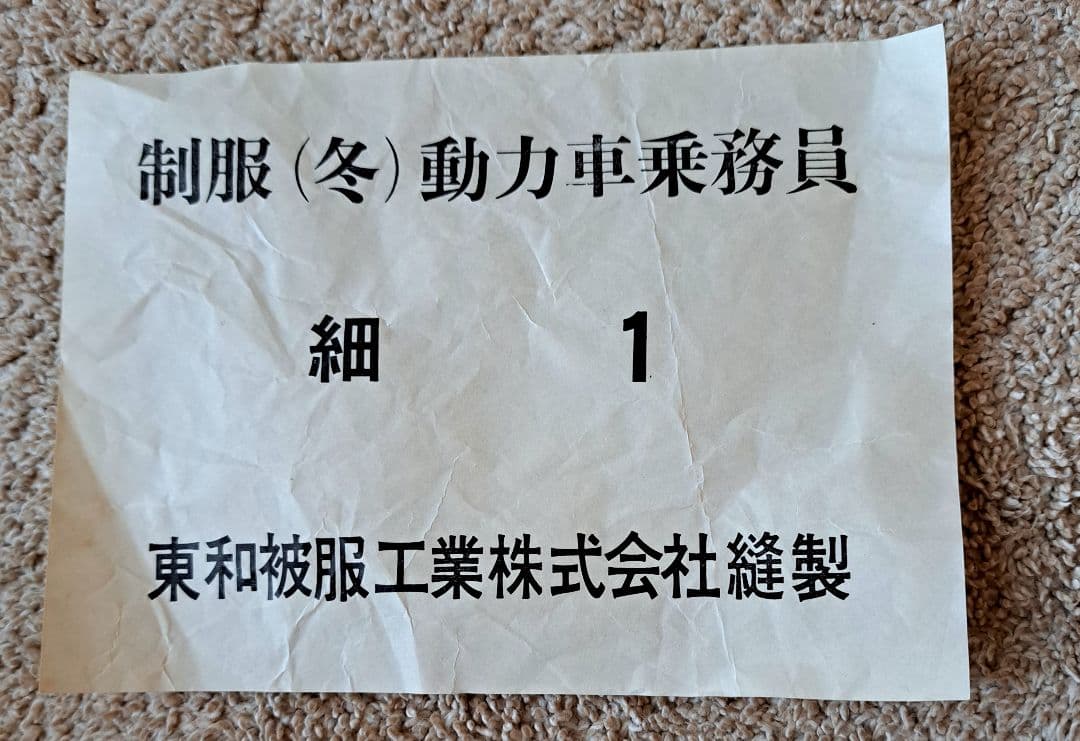 制服(冬)動力車乗務員
細 1
東和被服工業株式会社縫製